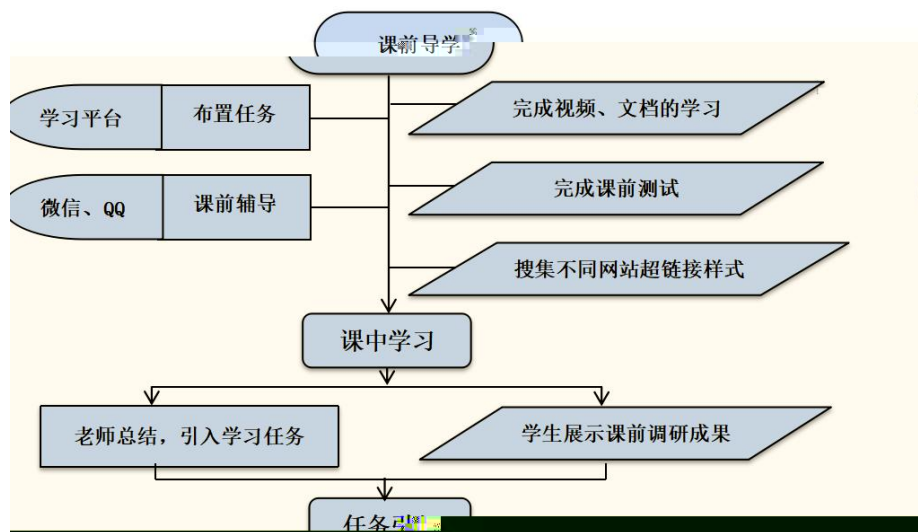 课前导学
学习平台
布置任务
完成视频、文档的学习
微信、QQ
课前辅导
完成课前测试
搜集不同网站超链接样式
课中学习
老师总结，引入学习任务
学生展示课前调研成果
任务引